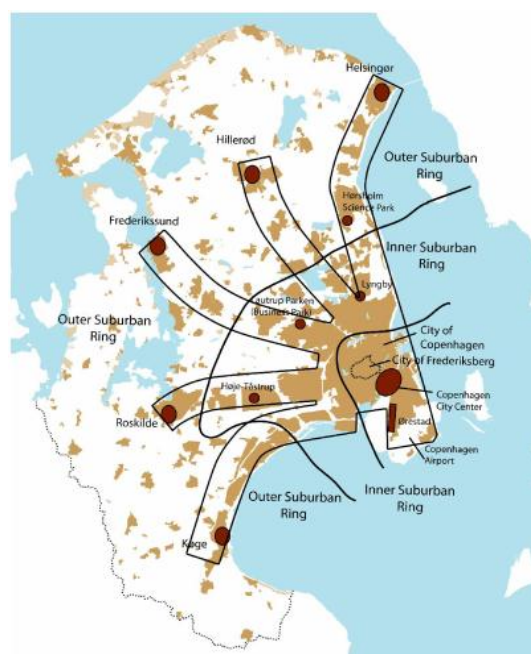 Helsingør
Hillerød
Outer Suburban
Ring
Hørsholm
Science Park
Frederikssund
Inner Suburban
Ring
Lyngby
Lautrup Parken
(Business Park)
Outer Suburban
Ring
City of
Copenhagen
City of Frederiksberg
Høje-Tåstrup
Copenhagen
City Center
Roskilde
Ørestad
Copenhagen
Airport
Outer Suburban
Ring
Inner Suburban
Ring
Køge